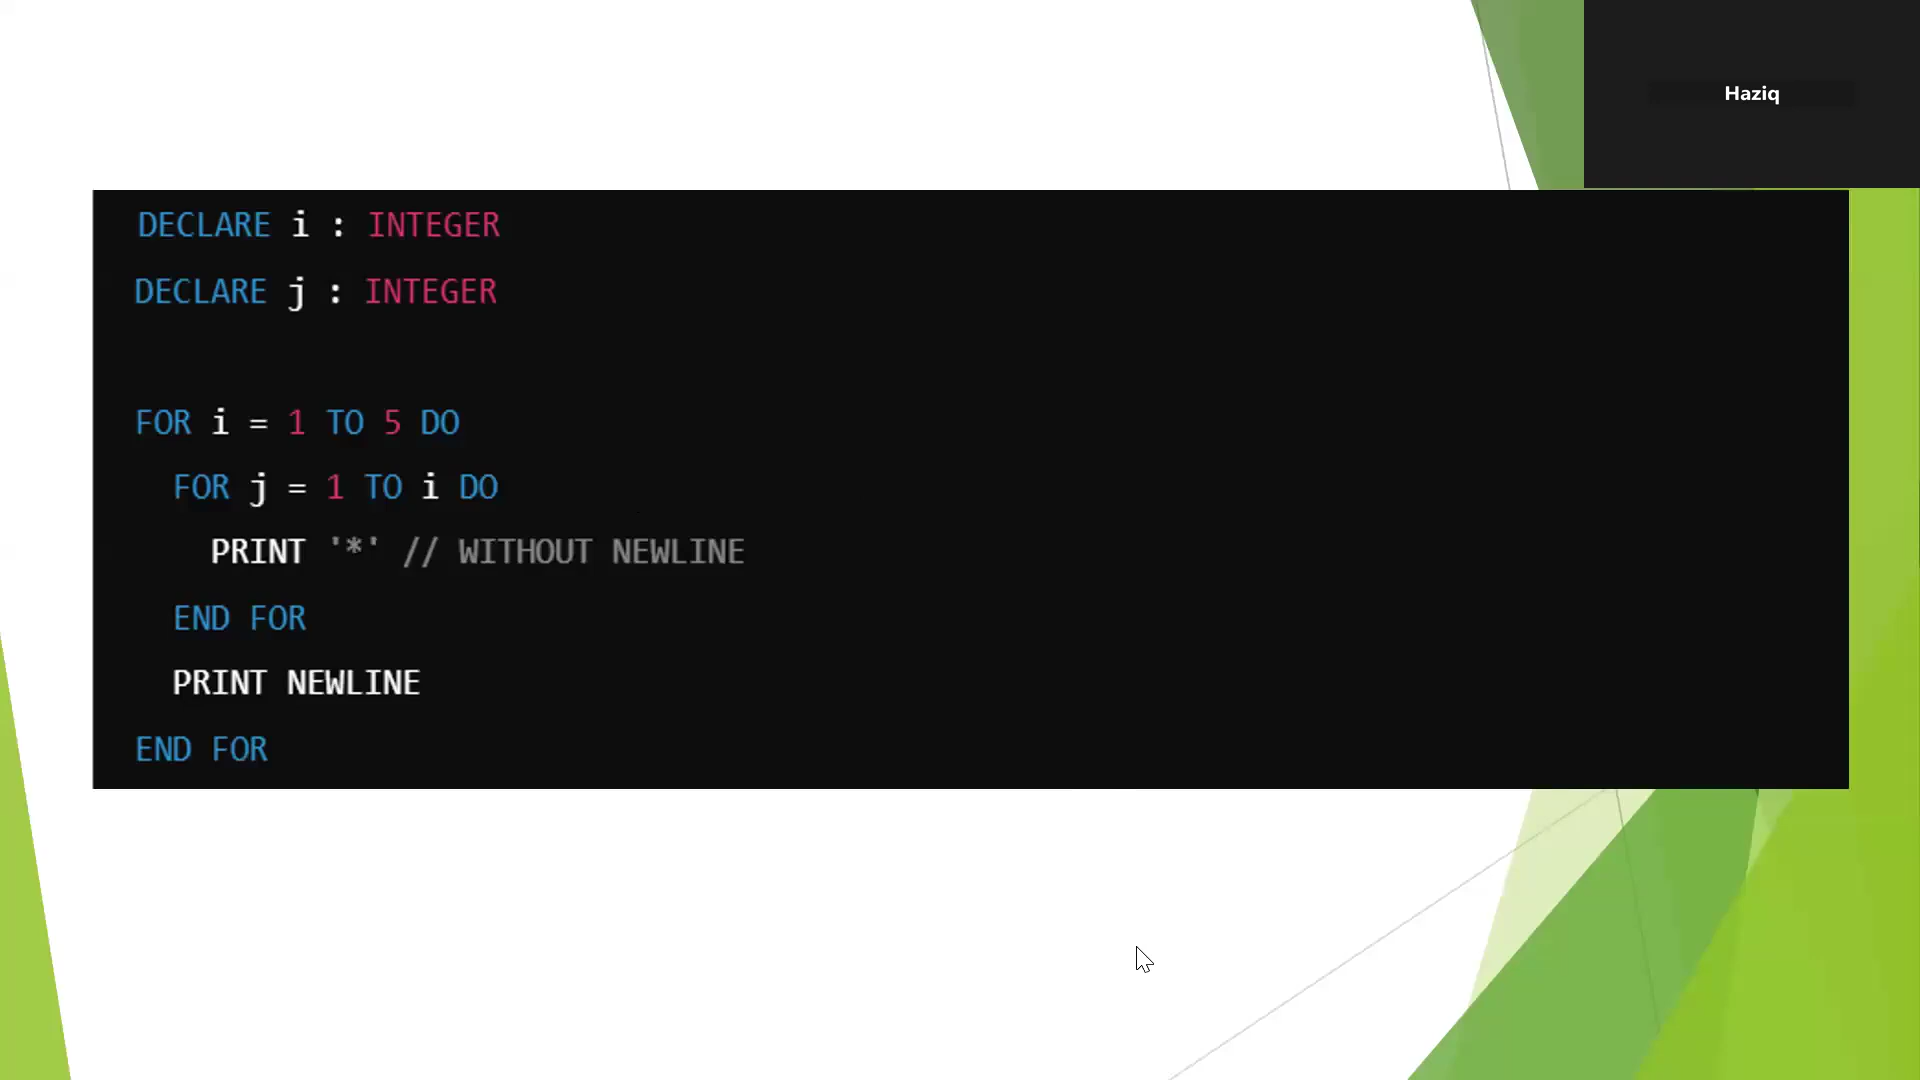 Haziq
DECLARE i : INTEGER
DECLARE j : INTEGER
FOR i = 1 TO 5 DO
FOR j = 1 TO i DO
PRINT '*' // WITHOUT NEWLINE
END FOR
PRINT NEWLINE
END FOR